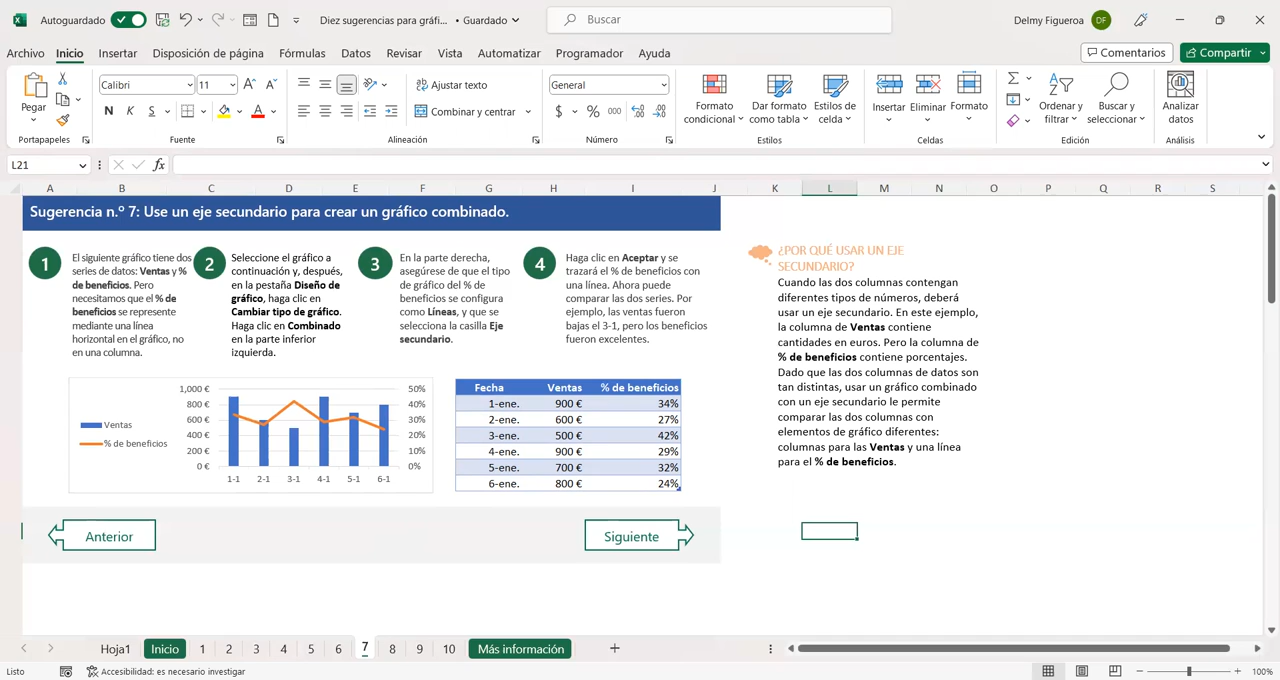 Autoguardado
Diez sugerencias para gráfi... • Guardado
Buscar
Delmy Figueroa
DF
Archivo Inicio Insertar Disposición de página Fórmulas Datos Revisar Vista Automatizar Programador Ayuda
Comentarios
Compartir
Pegar
Portapapeles
Calibri 11
N K S
Fuente
Ajustar texto
Combinar y centrar
Alineación
General
$ % 000
Número
Formato condicional
Dar formato como tabla
Estilos de celda
Estilos
Insertar Eliminar Formato
Celdas
Ordenar y filtrar
Buscar y seleccionar
Edición
Analizar datos
Análisis
L21
fx
A B C D E F G H I J K L M N O P Q R S
Sugerencia n.º 7: Use un eje secundario para crear un gráfico combinado.
1
El siguiente gráfico tiene dos
series de datos: Ventas y %
de beneficios. Pero
necesitamos que el % de
beneficios se represente
mediante una línea
horizontal en el gráfico, no
en una columna.
2
Seleccione el gráfico a
continuación y, después,
en la pestaña Diseño de
gráfico, haga clic en
Cambiar tipo de gráfico.
Haga clic en Combinado
en la parte inferior
izquierda.
3
En la parte derecha,
asegúrese de que el tipo
de gráfico del % de
beneficios se configura
como Líneas, y que se
selecciona la casilla Eje
secundario.
4
Haga clic en Aceptar y se
trazará el % de beneficios con
una línea. Ahora puede
comparar las dos series. Por
ejemplo, las ventas fueron
bajas el 3-1, pero los beneficios
fueron excelentes.
¿POR QUÉ USAR UN EJE
SECUNDARIO?
Cuando las dos columnas contengan
diferentes tipos de números, deberá
usar un eje secundario. En este ejemplo,
la columna de Ventas contiene
cantidades en euros. Pero la columna de
% de beneficios contiene porcentajes.
Dado que las dos columnas de datos son
tan distintas, usar un gráfico combinado
con un eje secundario le permite
comparar las dos columnas con
elementos de gráfico diferentes:
columnas para las Ventas y una línea
para el % de beneficios.
Ventas
% de beneficios
1,000 €
800 €
600 €
400 €
200 €
0 €
50%
40%
30%
20%
10%
0%
1-1 2-1 3-1 4-1 5-1 6-1
Fecha Ventas % de beneficios
1-ene. 900 € 34%
2-ene. 600 € 27%
3-ene. 500 € 42%
4-ene. 900 € 29%
5-ene. 700 € 32%
6-ene. 800 € 24%
Anterior
Siguiente
Hoja1 Inicio 1 2 3 4 5 6 7 8 9 10 Más información
Listo
Accesibilidad: es necesario investigar
100%